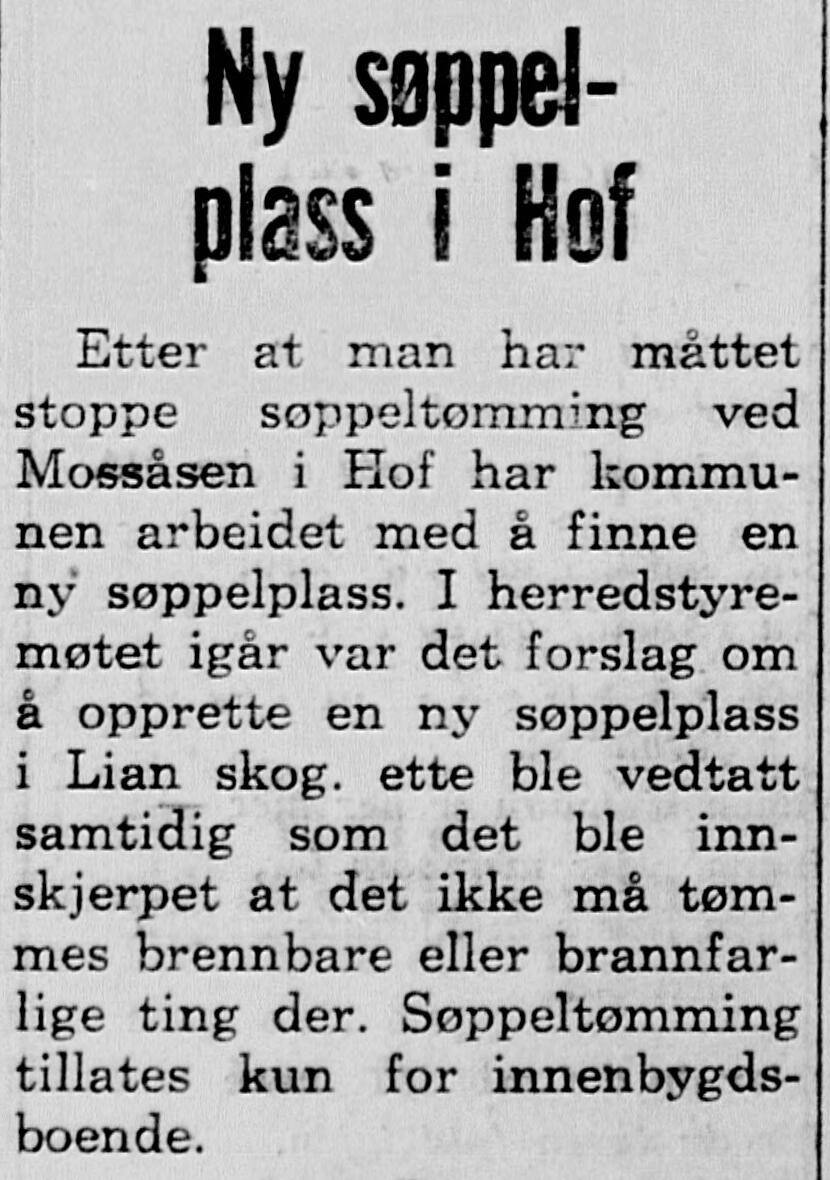 Ny søppel-
plass i Hof
Etter at man har måttet
stoppe søppeltømming ved
Mossåsen i Hof har kommu-
nen arbeidet med å finne en
ny søppelplass. I herredstyre-
møtet igår var det forslag om
å opprette en ny søppelplass
i Lian skog. ette ble vedtatt
samtidig som det ble inn-
skjerpet at det ikke må tøm-
mes brennbare eller brannfar-
lige ting der. Søppeltømming
tillates kun for innenbygds-
boende.